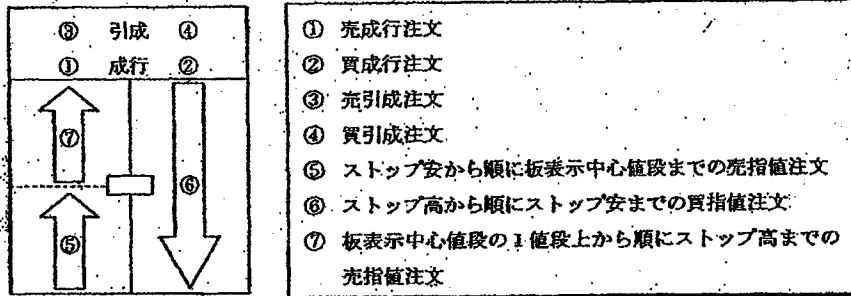 ③ 引成 ④
① 成行 ②
⑦
⑥
⑤
① 売成行注文
② 買成行注文
③ 売引成注文
④ 買引成注文
⑤ ストップ安から順に板表示中心値段までの売指値注文
⑥ ストップ高から順にストップ安までの買指値注文
⑦ 板表示中心値段の1値段上から順にストップ高までの
売指値注文